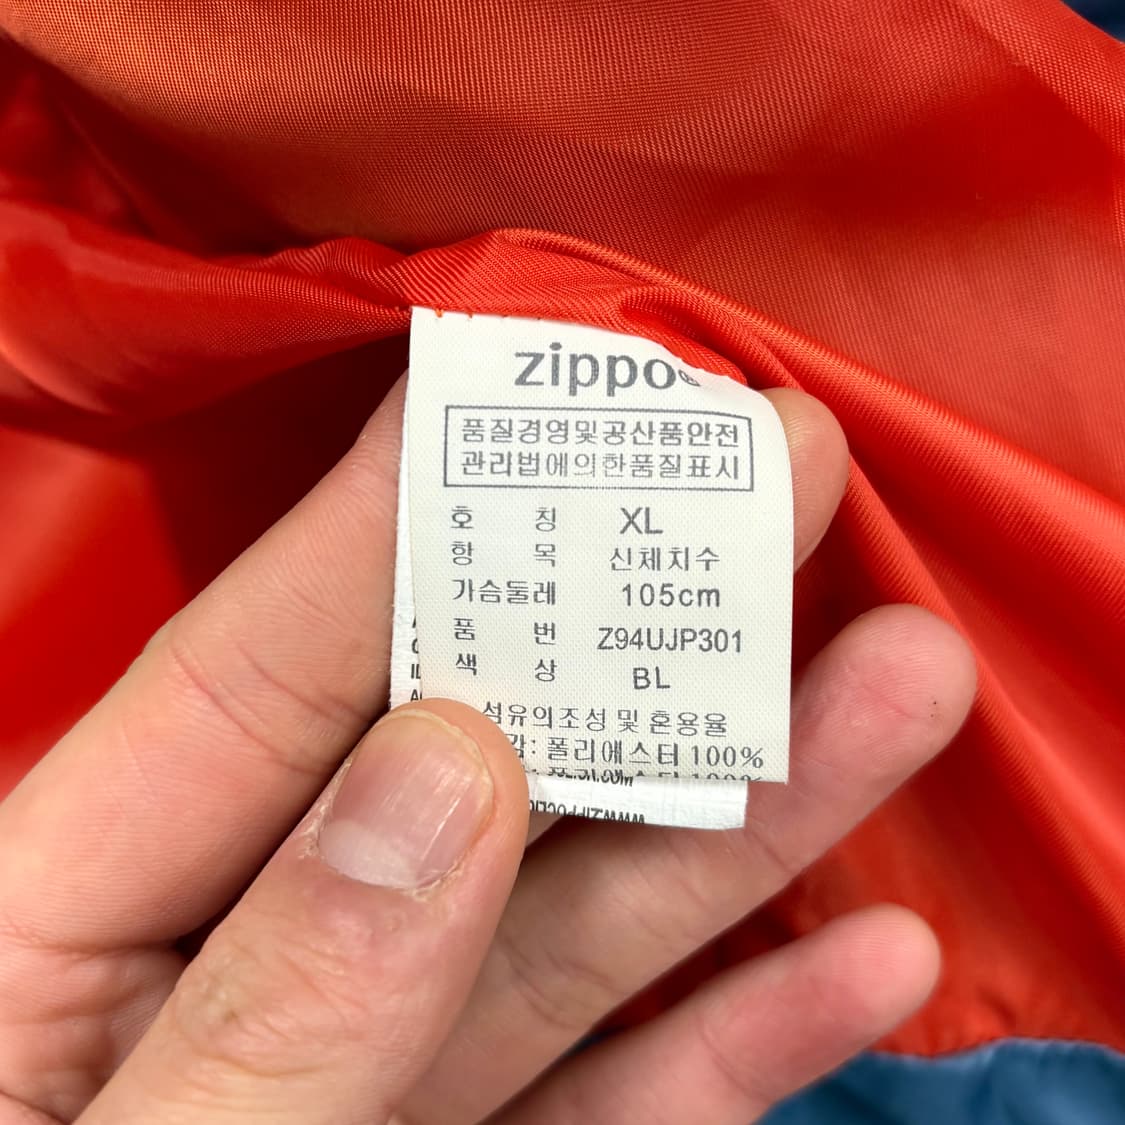 zippo®
품질경영및공산품안전
관리법에의한품질표시
호 칭 XL
항 목 신체치수
가슴둘레 105cm
품 번 Z94UJP301
색 상 BL
섬유의조성 및 혼용율
: 폴리에스터 100%
WWW.ZIPPOCLO